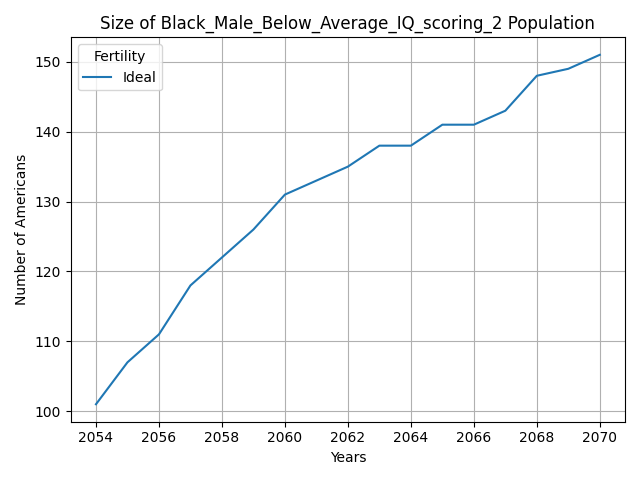 Size of Black_Male_Below_Average_IQ_scoring_2 Population
Fertility
Ideal
Number of Americans
150
140
130
120
110
100
2054 2056 2058 2060 2062 2064 2066 2068 2070
Years